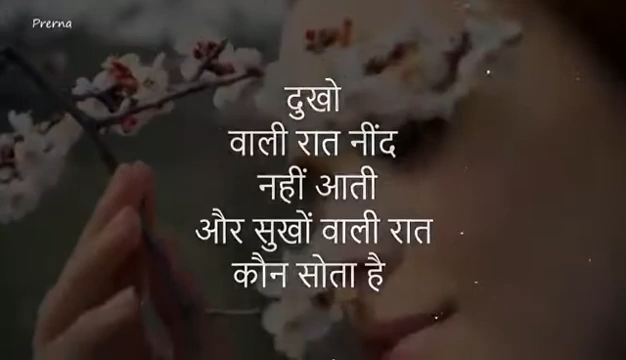 Prerna
दुखो
वाली रात नींद
नहीं आती
और सुखों वाली रात
कौन सोता है